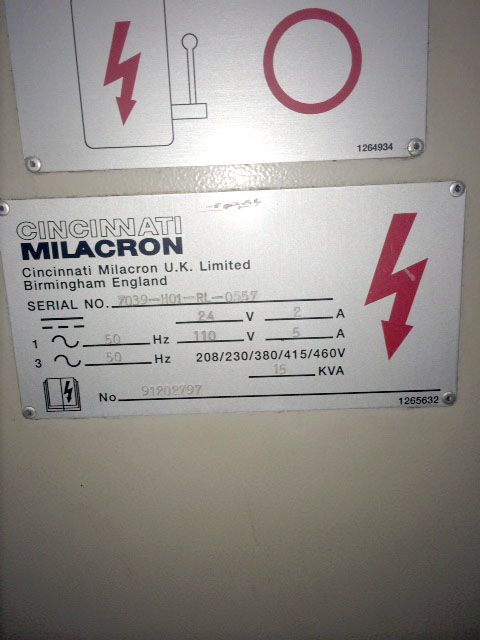 1264934
CINCINNATI
MILACRON
Cincinnati Milacron U.K. Limited
Birmingham England
SERIAL NO. 7039-H01-RL-0557
24 V 2 A
1 50 Hz 110 V 5 A
3 50 Hz 208/230/380/415/460V
15 KVA
No 91202797
1265632